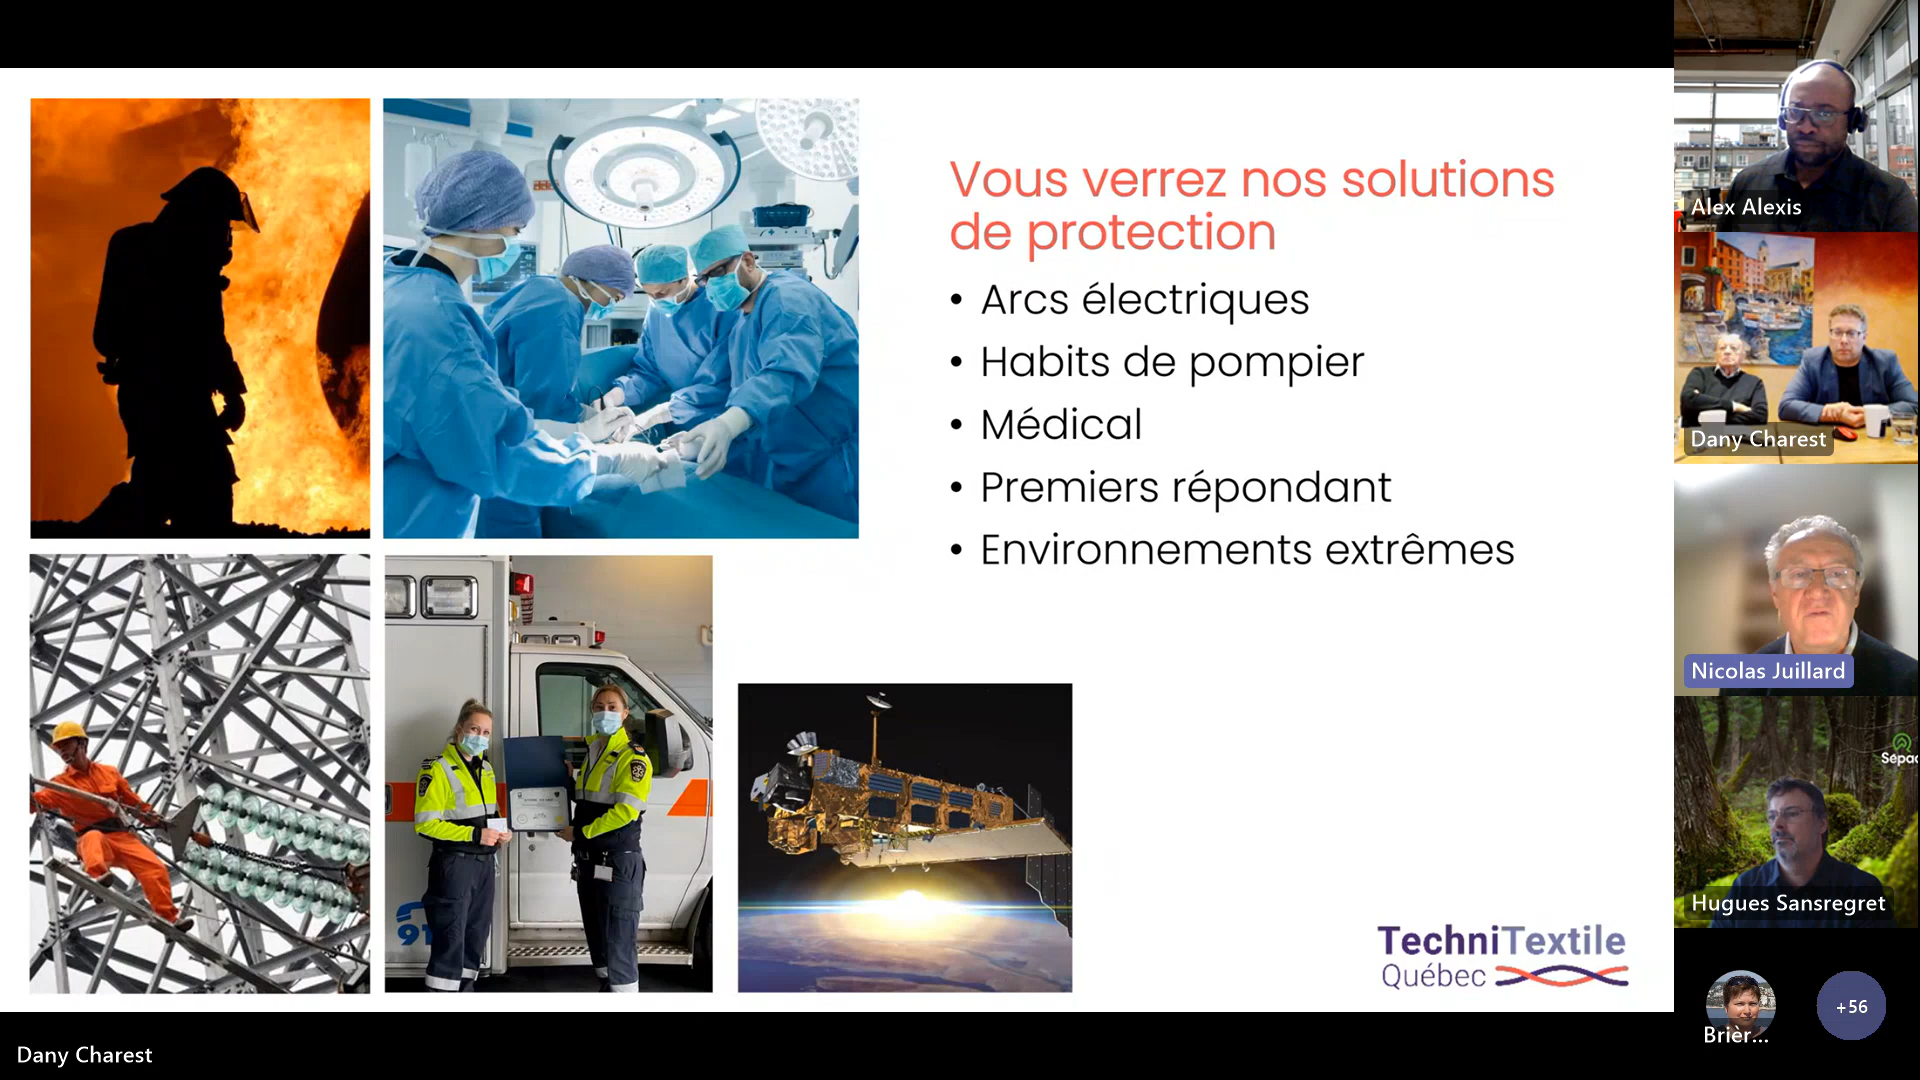 Vous verrez nos solutions
de protection
• Arcs électriques
• Habits de pompier
• Médical
• Premiers répondant
• Environnements extrêmes
TechniTextile
Québec
Dany Charest
Alex Alexis
Dany Charest
Nicolas Juillard
Hugues Sansregret
Brièr...
+56